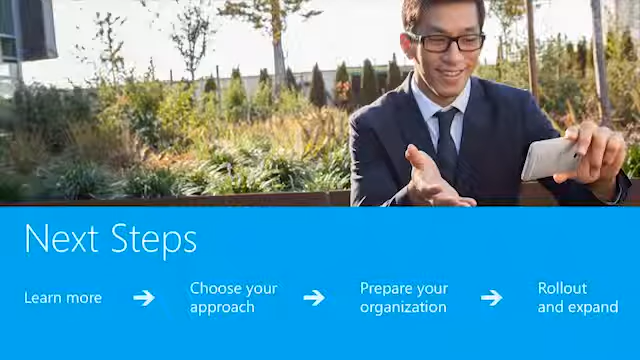 Next Steps
Learn more
Choose your
approach
Prepare your
organization
Rollout
and expand